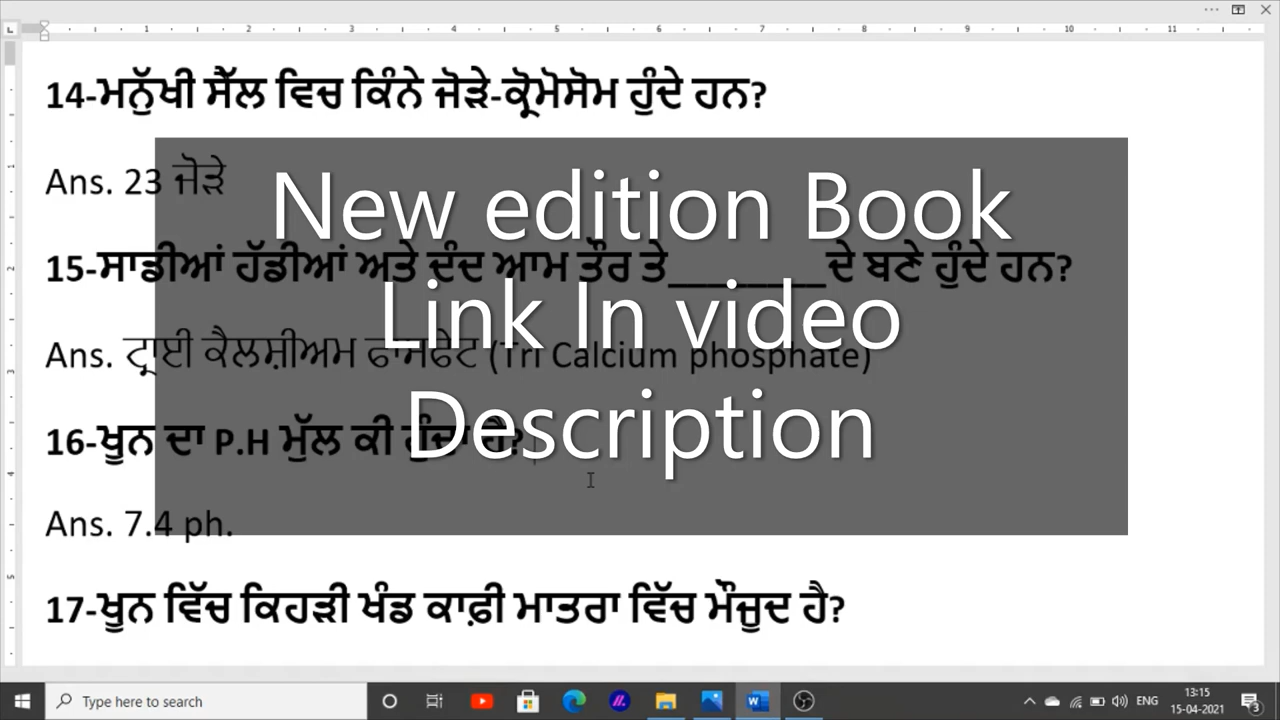 14-ਮਨੁੱਖੀ ਸੈੱਲ ਵਿਚ ਕਿੰਨੇ ਜੋੜੇ-ਕ੍ਰੋਮੋਸੋਮ ਹੁੰਦੇ ਹਨ?
Ans. 23 ਜੋੜੇ
New edition Book
15-ਸਾਡੀਆਂ ਹੱਡੀਆਂ ਅਤੇ ਦੰਦ ਆਮ ਤੌਰ ਤੇ________ਦੇ ਬਣੇ ਹੁੰਦੇ ਹਨ?
Link In video
Ans. ਟ੍ਰਾਈ ਕੈਲਸ਼ੀਅਮ ਫਾਸਫੇਟ (Tri Calcium phosphate)
Description
16-ਖੂਨ ਦਾ P.H ਮੁੱਲ ਕੀ ਹੁੰਦਾ ਹੈ?
Ans. 7.4 ph.
17-ਖੂਨ ਵਿੱਚ ਕਿਹੜੀ ਖੰਡ ਕਾਫ਼ੀ ਮਾਤਰਾ ਵਿੱਚ ਮੌਜੂਦ ਹੈ?
Type here to search
ENG
13:15
15-04-2021
3